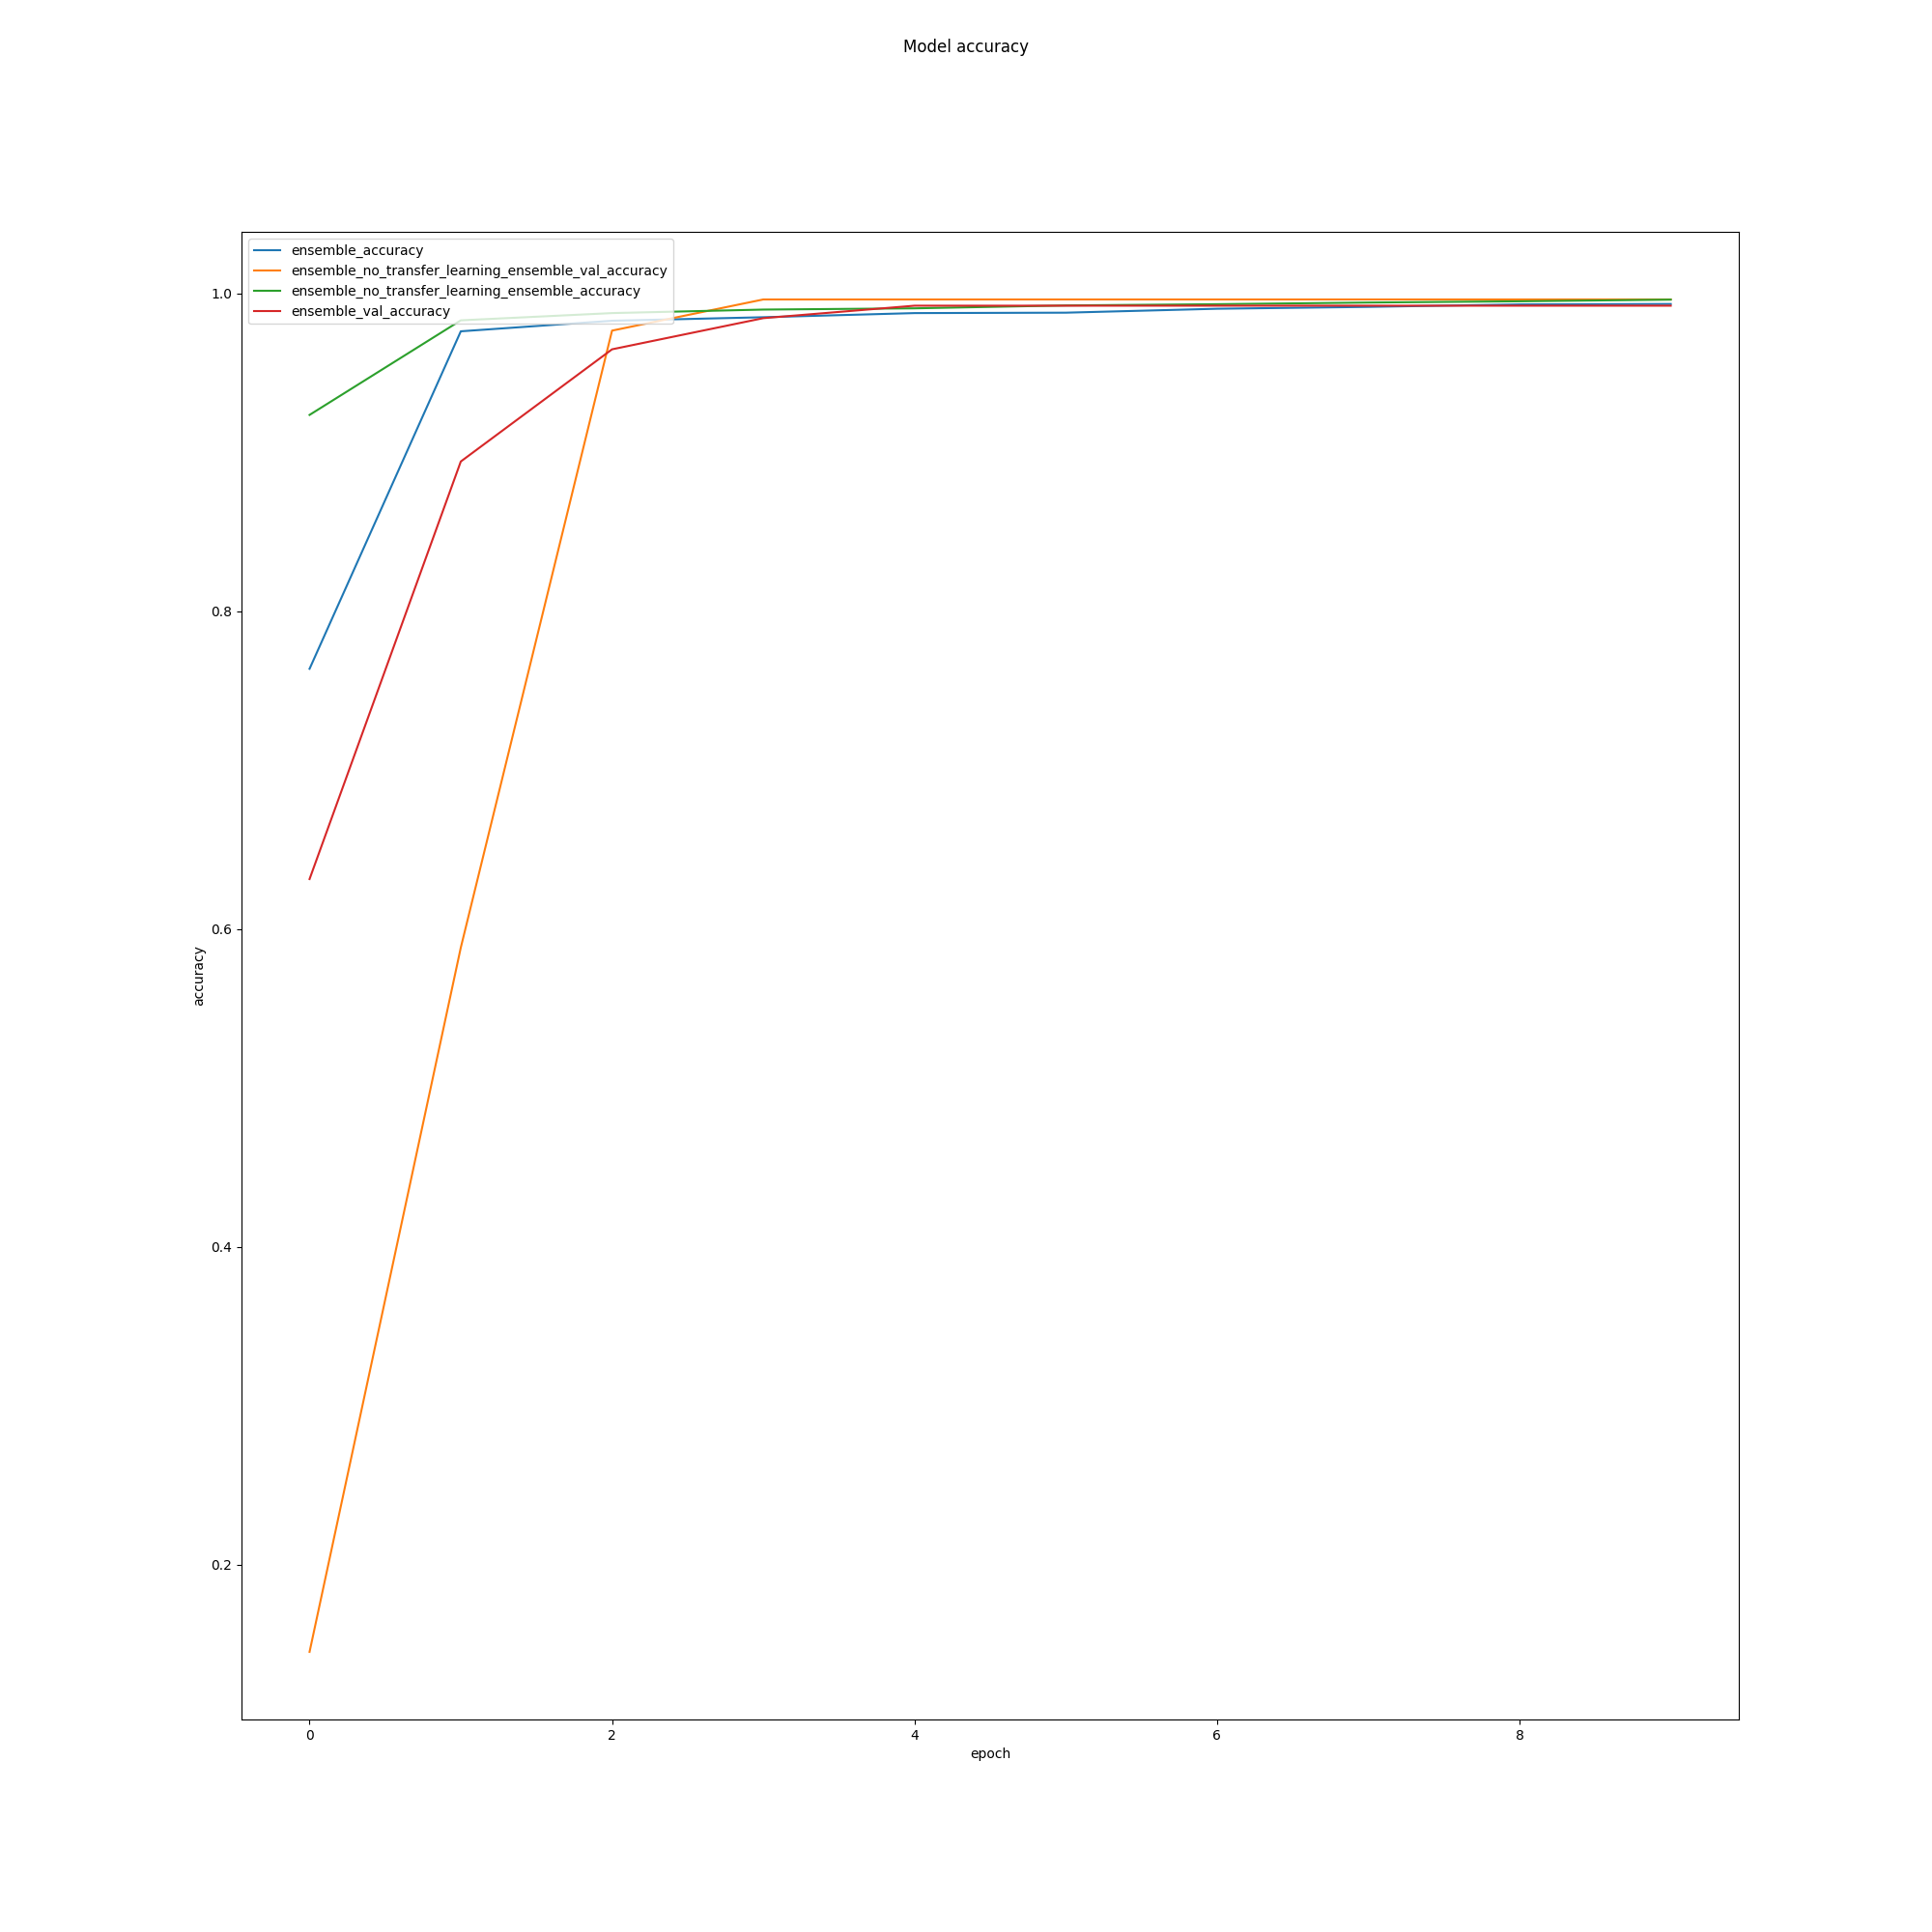 Model accuracy
ensemble_accuracy
ensemble_no_transfer_learning_ensemble_val_accuracy
ensemble_no_transfer_learning_ensemble_accuracy
ensemble_val_accuracy
1.0
0.8
0.6
0.4
0.2
accuracy
0 2 4 6 8
epoch